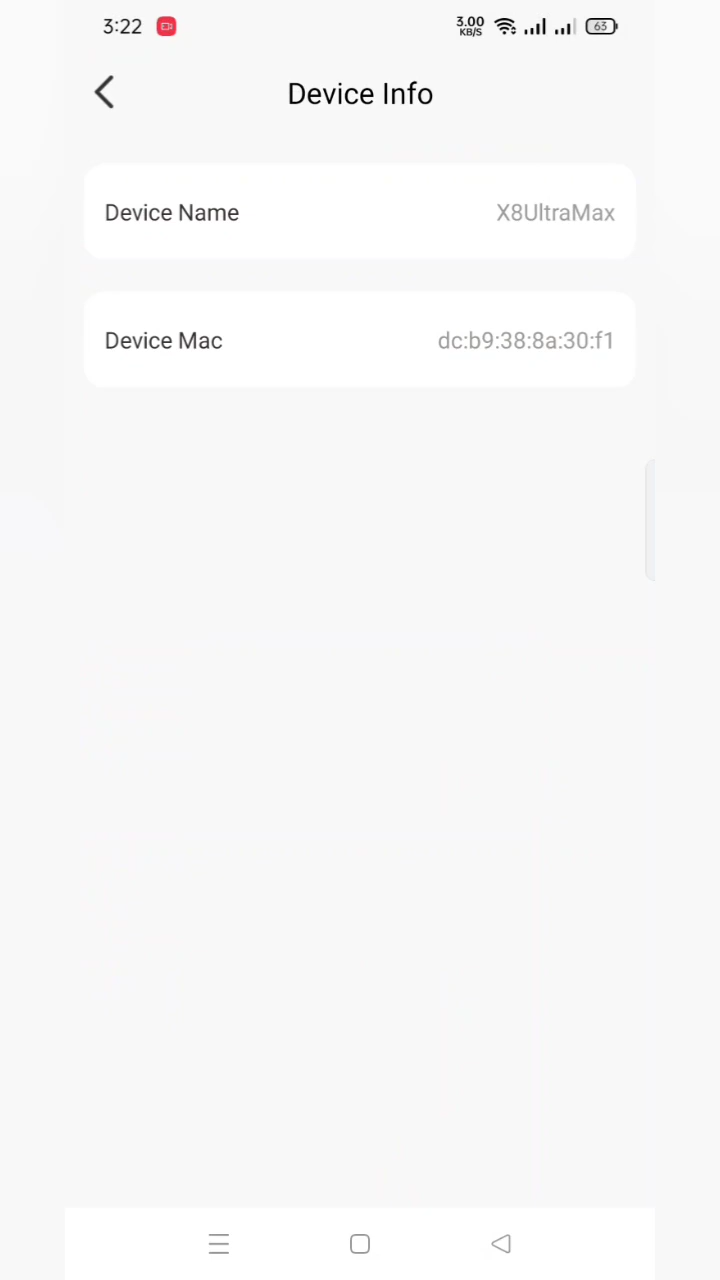 3:22 3.00 KB/S 63
Device Info
Device Name X8UltraMax
Device Mac dc:b9:38:8a:30:f1